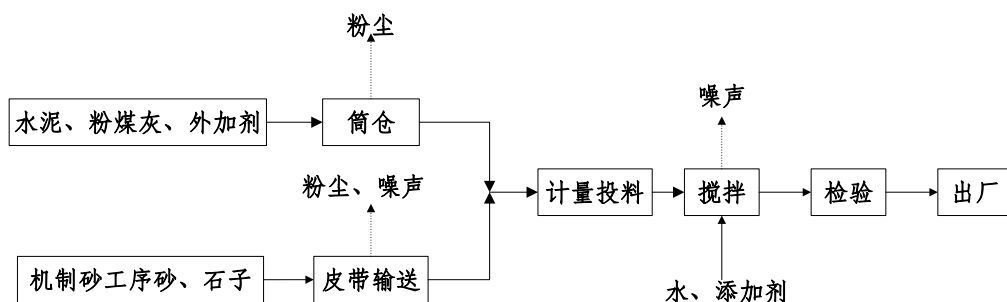 粉尘
噪声
水泥、粉煤灰、外加剂
筒仓
粉尘、噪声
计量投料
搅拌
检验
出厂
机制砂工序砂、石子
皮带输送
水、添加剂